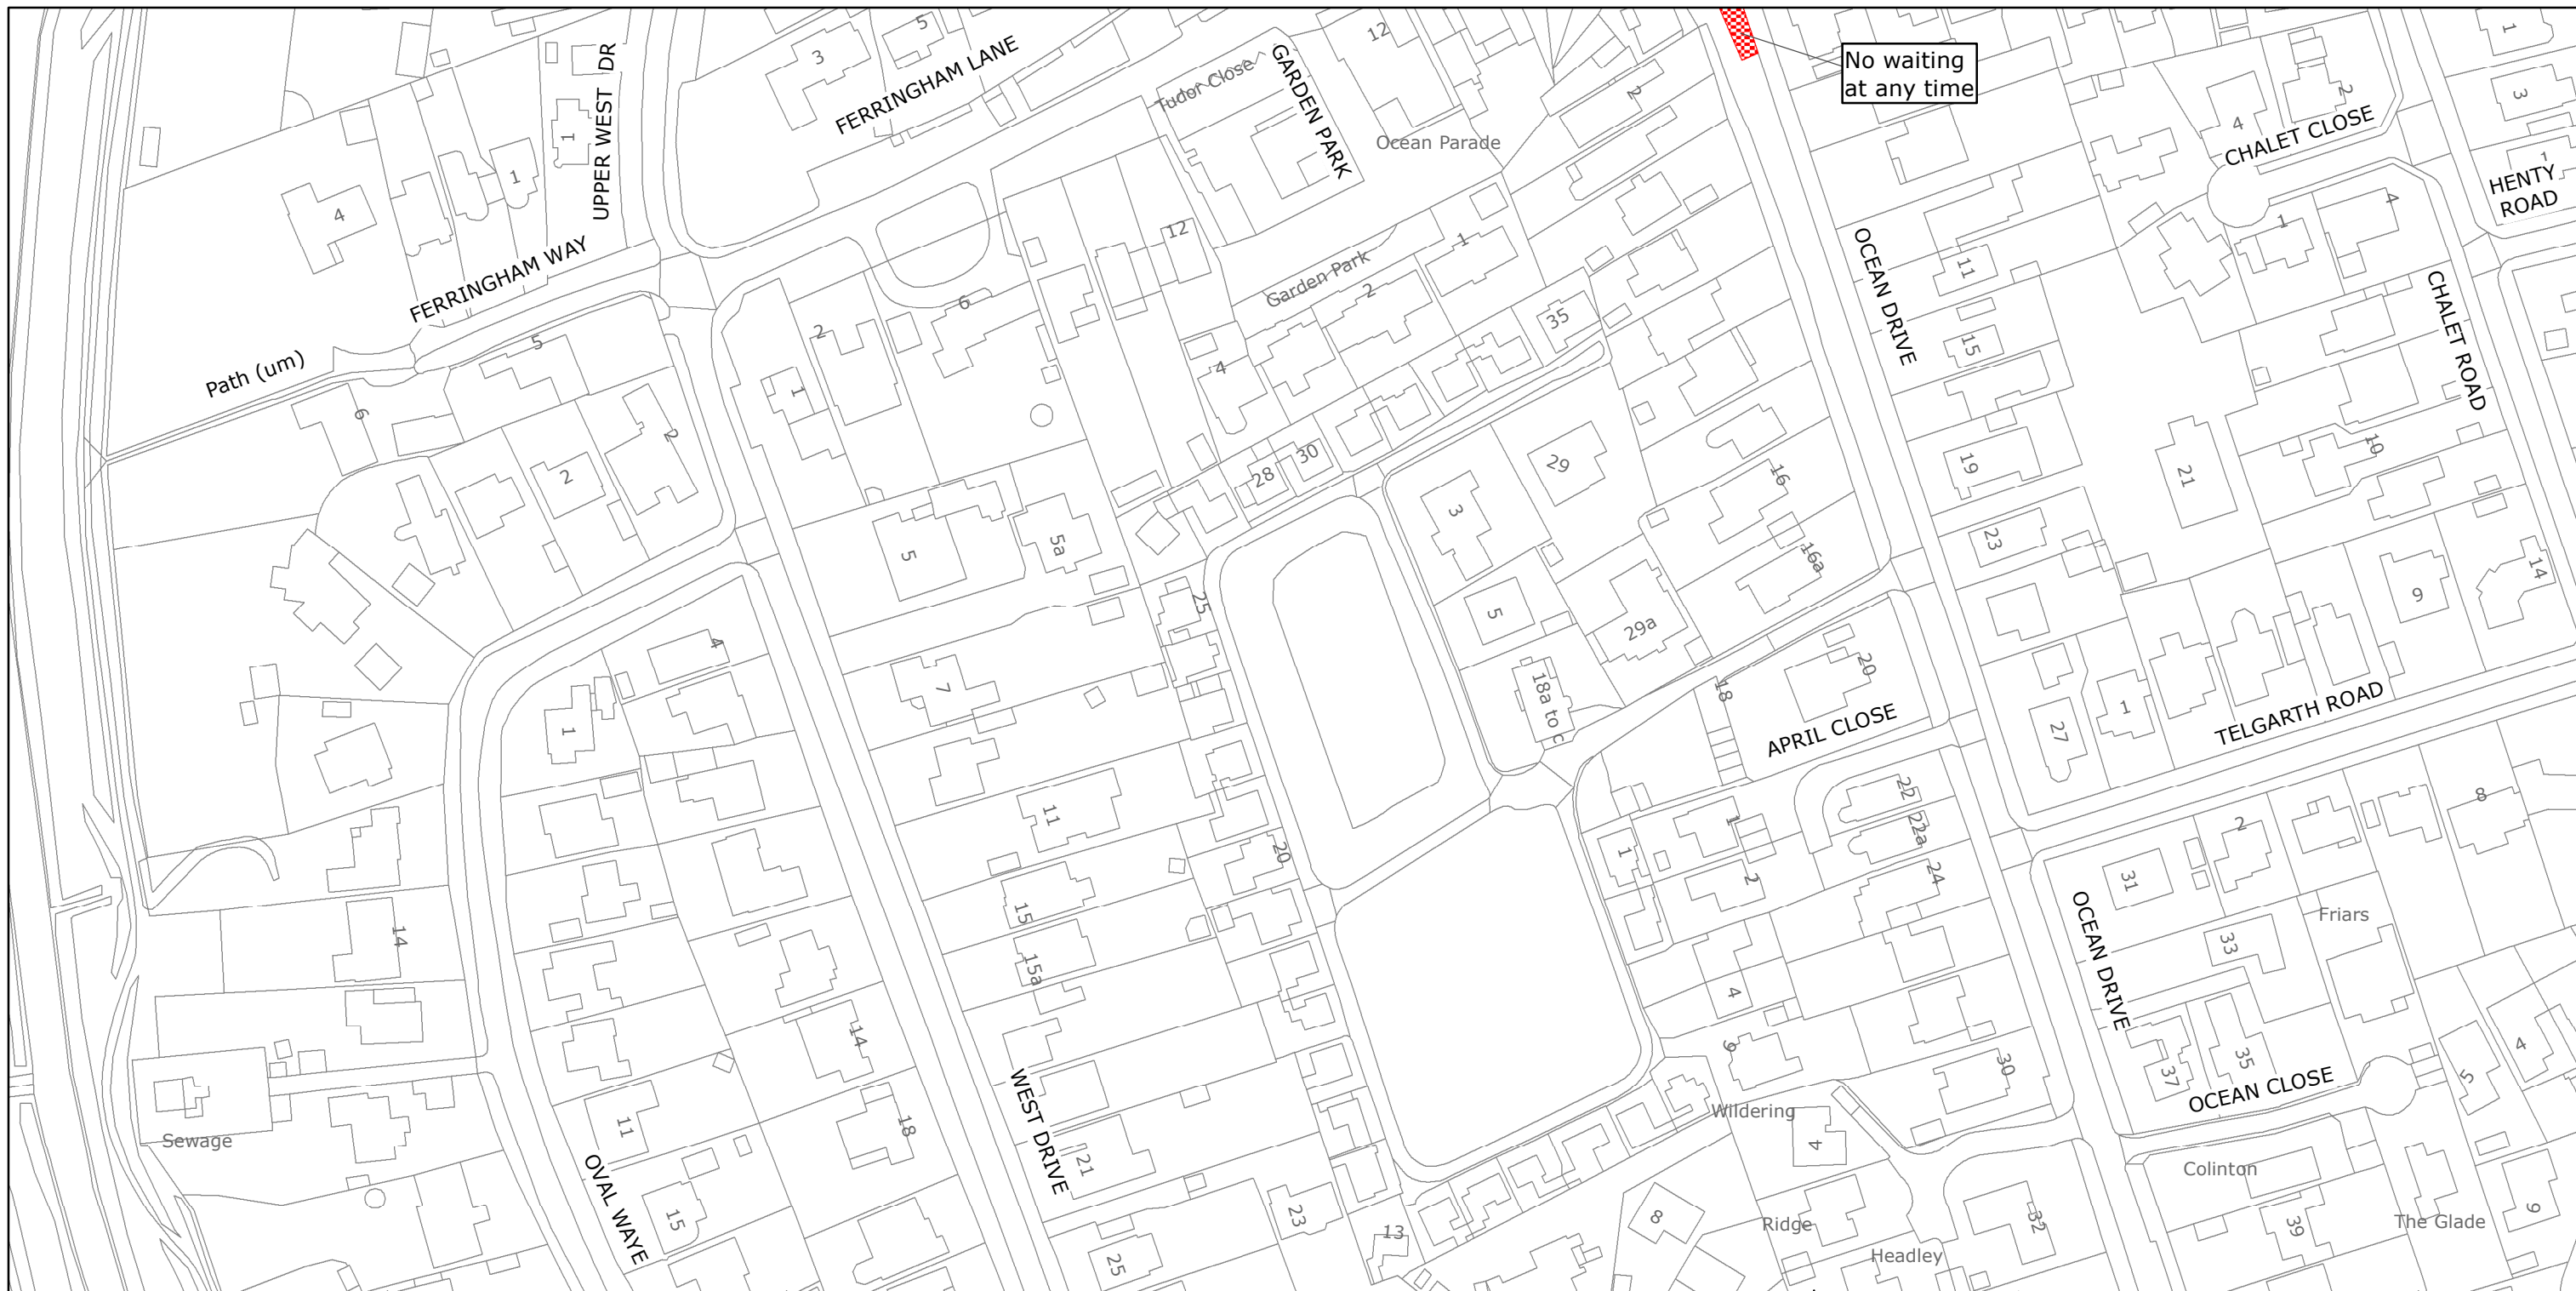 12
5
3
FERRINGHAM LANE
UPPER WEST DR
1
1
4
FERRINGHAM WAY
Path (um)
Tudor Close
GARDEN PARK
Ocean Parade
2
No waiting
at any time
1
3
1
HENTY
ROAD
2
4
CHALET CLOSE
1
4
CHALET ROAD
OCEAN DRIVE
11
15
19
21
23
10
14
9
12
Garden Park
1
2
35
4
6
2
1
5
6
2
2
28
30
29
3
16
16a
5
29a
18a to c
18
20
APRIL CLOSE
27
1
TELGARTH ROAD
5
5a
25
7
4
1
11
20
15
15a
14
1
1
2
22
22a
24
4
6
30
31
2
8
Friars
33
OCEAN DRIVE
35
37
OCEAN CLOSE
5
4
Sewage
11
14
18
15
OVAL WAYE
WEST DRIVE
21
23
25
13
Wildering
4
8
Ridge
Headley
32
Colinton
39
The Glade
9